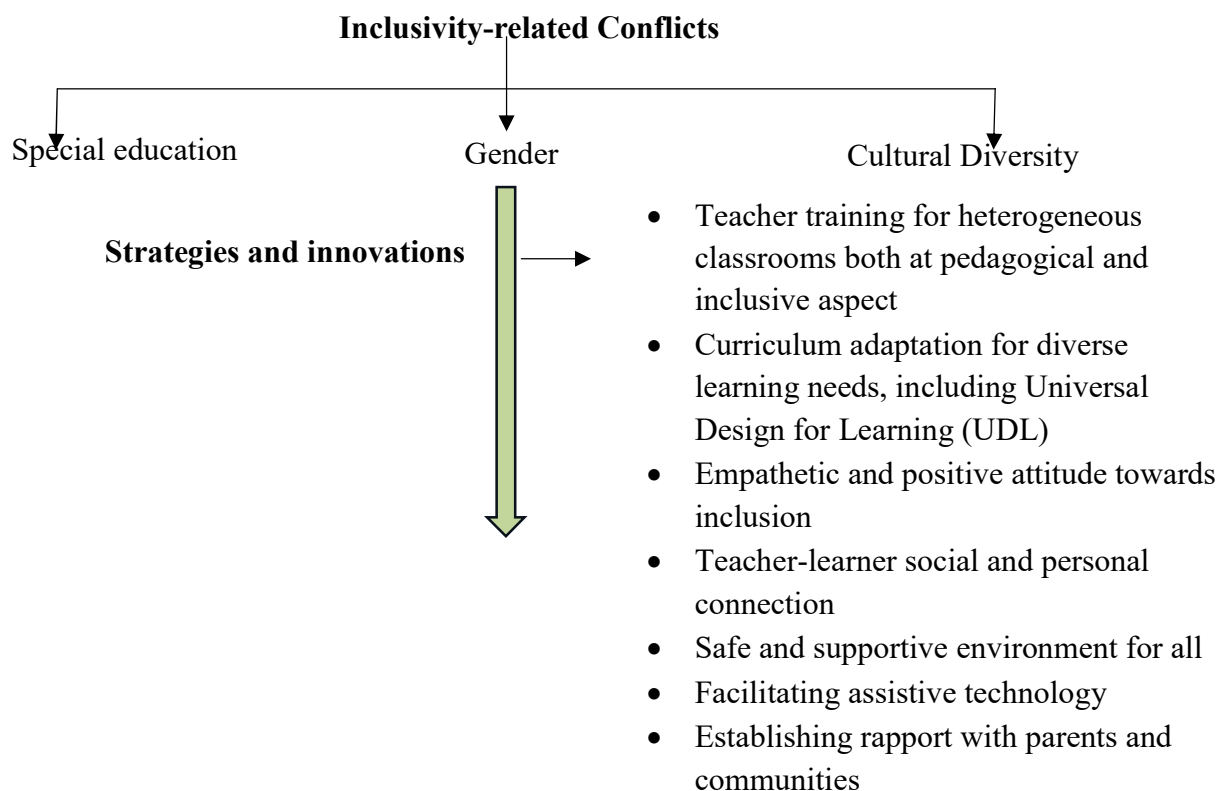 Inclusivity-related Conflicts
Special education
Gender
Cultural Diversity
Strategies and innovations
• Teacher training for heterogeneous
classrooms both at pedagogical and
inclusive aspect
• Curriculum adaptation for diverse
learning needs, including Universal
Design for Learning (UDL)
• Empathetic and positive attitude towards
inclusion
• Teacher-learner social and personal
connection
• Safe and supportive environment for all
• Facilitating assistive technology
• Establishing rapport with parents and
communities